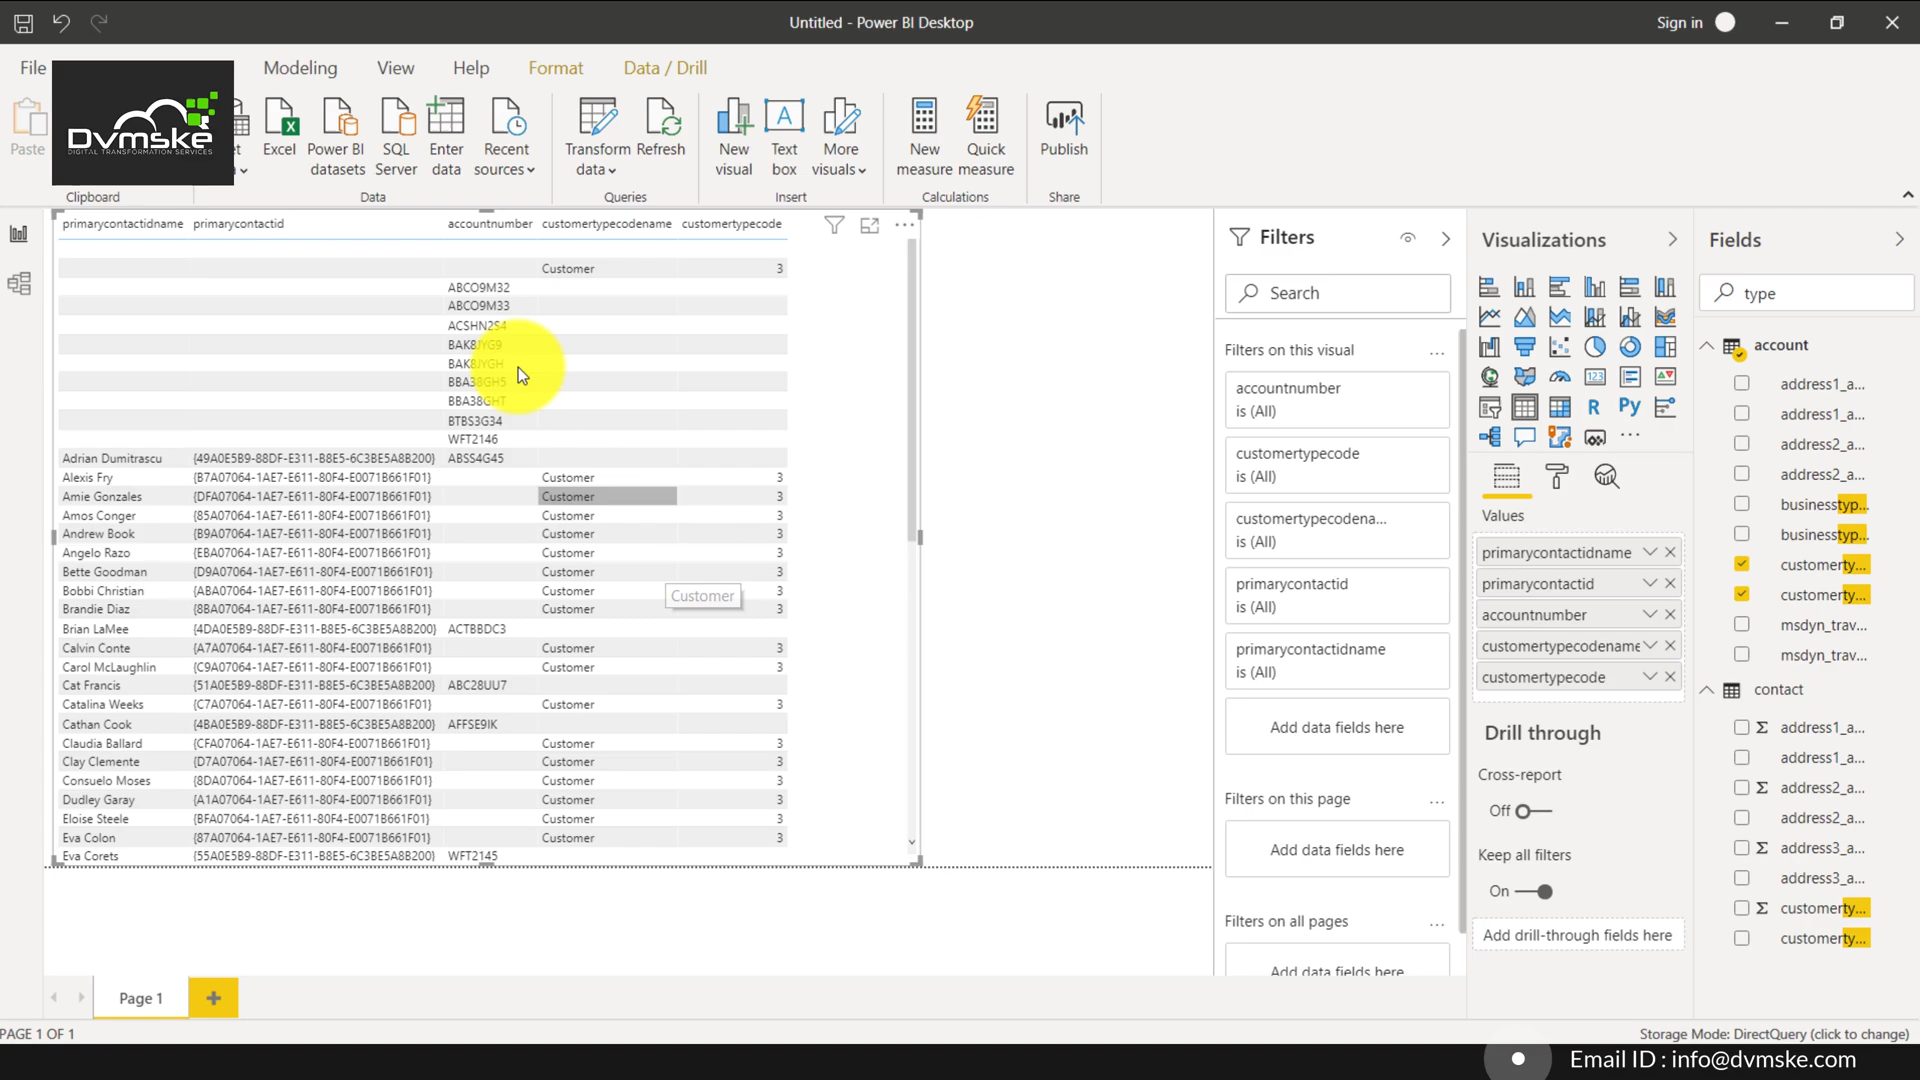 Untitled - Power BI Desktop
Sign in
File
Modeling
View
Help
Format
Data / Drill
Dvmske
DIGITAL TRANSFORMATION SERVICES
Paste
Excel
Power BI datasets
SQL Server
Enter data
Recent sources
Transform data
Refresh
New visual
Text box
More visuals
New measure
Quick measure
Publish
Clipboard
Data
Queries
Insert
Calculations
Share
primarycontactidname primarycontactid accountnumber customertypecodename customertypecode
Customer 3
ABCO9M32
ABCO9M33
ACSHN2S4
BAK8JYG9
BAK8JYGH
BBA38GH5
BBA38GHT
BTBS3G34
WFT2146
Adrian Dumitrascu {49A0E5B9-88DF-E311-B8E5-6C3BE5A8B200} ABSS4G45
Alexis Fry {B7A07064-1AE7-E611-80F4-E0071B661F01} Customer 3
Amie Gonzales {DFA07064-1AE7-E611-80F4-E0071B661F01} Customer 3
Amos Conger {85A07064-1AE7-E611-80F4-E0071B661F01} Customer 3
Andrew Book {B9A07064-1AE7-E611-80F4-E0071B661F01} Customer 3
Angelo Razo {EBA07064-1AE7-E611-80F4-E0071B661F01} Customer 3
Bette Goodman {D9A07064-1AE7-E611-80F4-E0071B661F01} Customer 3
Bobbi Christian {ABA07064-1AE7-E611-80F4-E0071B661F01} Customer 3
Brandie Diaz {8BA07064-1AE7-E611-80F4-E0071B661F01} Customer 3
Customer
Brian LaMee {4DA0E5B9-88DF-E311-B8E5-6C3BE5A8B200} ACTBBDC3
Calvin Conte {A7A07064-1AE7-E611-80F4-E0071B661F01} Customer 3
Carol McLaughlin {C9A07064-1AE7-E611-80F4-E0071B661F01} Customer 3
Cat Francis {51A0E5B9-88DF-E311-B8E5-6C3BE5A8B200} ABC28UU7
Catalina Weeks {C7A07064-1AE7-E611-80F4-E0071B661F01} Customer 3
Cathan Cook {4BA0E5B9-88DF-E311-B8E5-6C3BE5A8B200} AFFSE9IK
Claudia Ballard {CFA07064-1AE7-E611-80F4-E0071B661F01} Customer 3
Clay Clemente {D7A07064-1AE7-E611-80F4-E0071B661F01} Customer 3
Consuelo Moses {8DA07064-1AE7-E611-80F4-E0071B661F01} Customer 3
Dudley Garay {A1A07064-1AE7-E611-80F4-E0071B661F01} Customer 3
Eloise Steele {BFA07064-1AE7-E611-80F4-E0071B661F01} Customer 3
Eva Colon {87A07064-1AE7-E611-80F4-E0071B661F01} Customer 3
Eva Corets {55A0E5B9-88DF-E311-B8E5-6C3BE5A8B200} WFT2145
Filters
Search
Filters on this visual ...
accountnumber
is (All)
customertypecode
is (All)
customertypecodena...
is (All)
primarycontactid
is (All)
primarycontactidname
is (All)
Add data fields here
Filters on this page ...
Add data fields here
Filters on all pages ...
Add data fields here
Visualizations
R
Py
123
...
Values
primarycontactidname
primarycontactid
accountnumber
customertypecodename
customertypecode
Drill through
Cross-report
Off
Keep all filters
On
Add drill-through fields here
Fields
type
account
address1_a...
address1_a...
address2_a...
address2_a...
businesstyp...
businesstyp...
customerty...
customerty...
msdyn_trav...
msdyn_trav...
contact
Σ address1_a...
address1_a...
Σ address2_a...
address2_a...
Σ address3_a...
address3_a...
Σ customerty...
customerty...
Page 1
PAGE 1 OF 1
Storage Mode: DirectQuery (click to change)
Email ID : info@dvmske.com